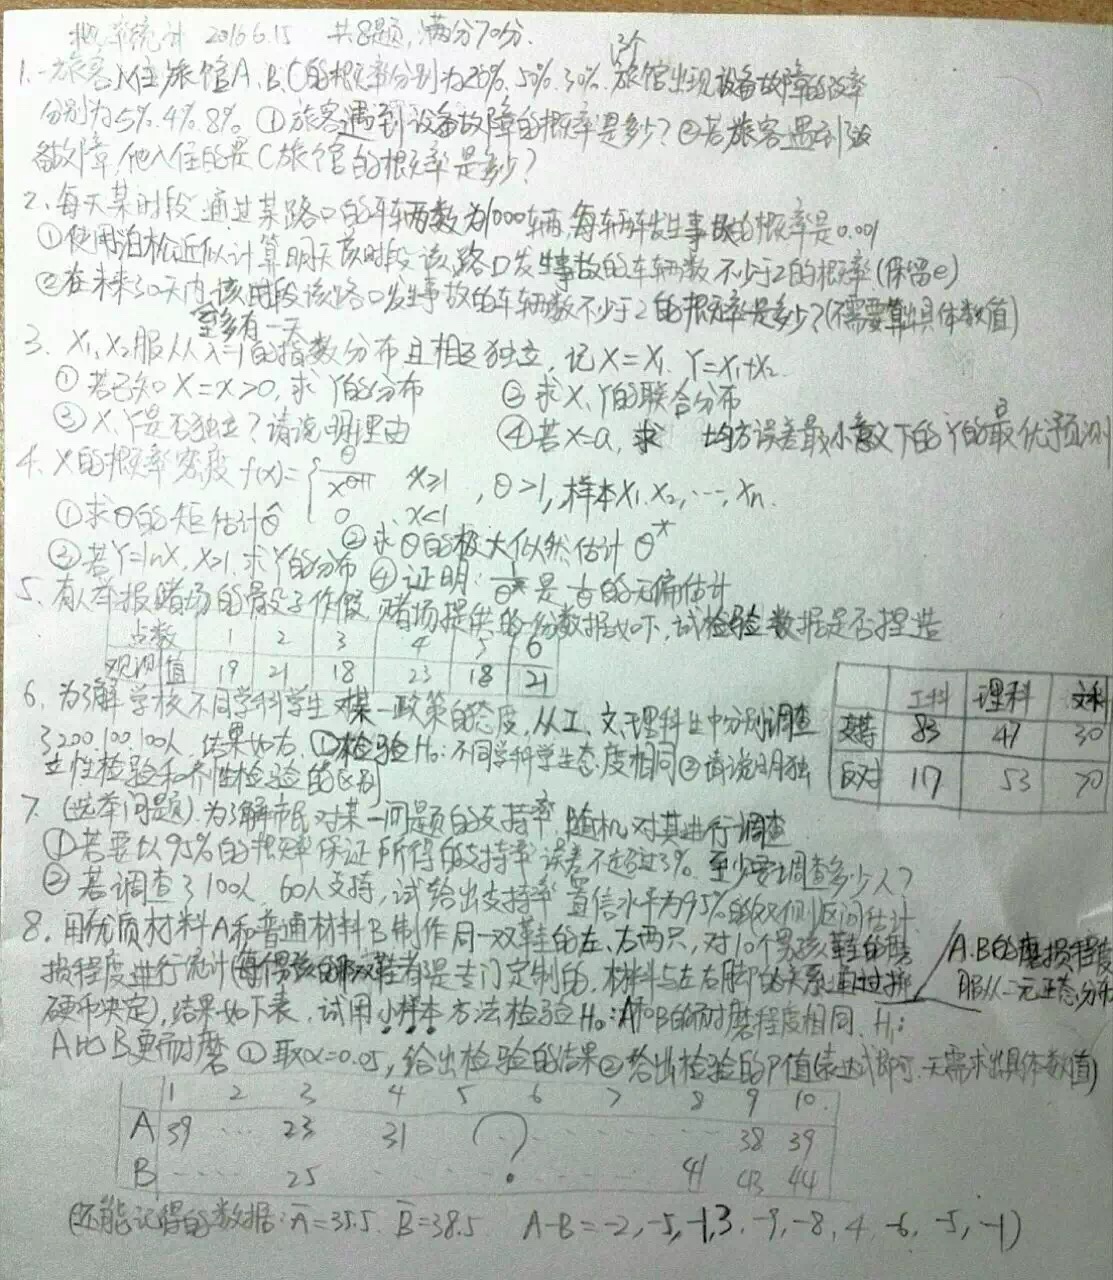 概率统计 2016.6.15 共8题,满分70分.
1.一旅客入住旅馆A.B.C的概率分别为20%.50%.30%.3个旅馆出现设备故障的概率
分别为5%.4%.8% ①旅客遇到设备故障的概率是多少?②若旅客遇到设
备故障,他入住的是C旅馆的概率是多少?
2.每天某时段通过某路口的车辆数为1000车辆,每车辆车发生事故的概率是0.001
①使用泊松近似计算明天该时段该路口发生事故的车辆数不少于2的概率(保留e)
②在未来30天内,至多有一天该时段该路口发生事故的车辆数不少于2的概率是多少?(不需要算出具体数值)
3. X1,X2服从λ=1的指数分布且相互独立,记X=X1. Y=X1+X2.
①若已知X=x>0,求Y的分布 ②求X、Y的联合分布
③X、Y是否独立?请说明理由 ④若X=a,求 均方误差最小意义下的Y的最优预测
4. X的概率密度 f(x)={ θ/x^(θ+1) x≥1 ,θ>1,样本X1.X2,…,Xn.
0 x<1
①求θ的矩估计θ̂ ②求θ的极大似然估计θ*
③若Y=lnX,X≥1,求Y的分布 ④证明:1/θ*是1/θ的无偏估计
5.有人举报赌场的骰子作假,赌场提供的一份数据如下,试检验数据是否捏造
点数 1 2 3 4 5 6
观测值 19 21 18 23 18 21
6.为了解学校不同学科学生对某一政策的态度,从工、文、理科生中分别调查
了200.100.100人,结果如右,①检验H0:不同学科学生态度相同②请说明独
立性检验和齐性检验的区别
工科 理科 文科
支持 83 47 30
反对 117 53 70
7.(选举问题).为了解市民对某一问题的支持率,随机对其进行调查
①若要以95%的概率保证所得的支持率误差不超过3%,至少要调查多少人?
②若调查了100人,60人支持,试给出支持率置信水平为95%的双侧区间估计
8.用优质材料A和普通材料B制作同一双鞋的左、右两只,对10个男孩鞋的磨
损程度进行统计(每个男孩的那双鞋都是专门定制的,材料与左右脚的关系通过掷
硬币决定),结果如下表,试用小样本方法检验H0:A和B的耐磨程度相同.H1:
A比B更耐磨 ①取α=0.05,给出检验的结果②给出检验的P值(表达式即可,无需求出具体数值)
A.B的磨损程度
服从二元正态分布
1 2 3 4 5 6 7 8 9 10.
A 39 … 23 31 ? 38 39
B 25 41 43 44
(还能记得的数据:A̅=35.5 B̅=38.5 A-B=-2,-5,-1,3,-9,-8,4,-6,-5,-1)